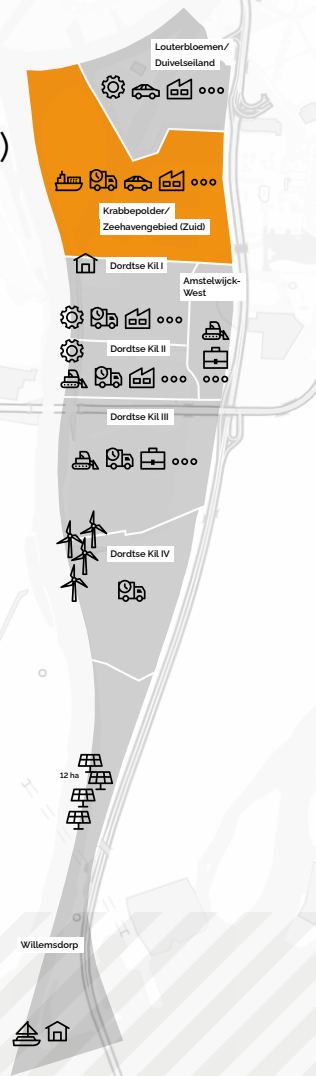 Louterbloemen/
Duivelseiland
)
Krabbepolder/
Zeehavengebied (Zuid)
Dordtse Kil I
Amstelwijck-
West
Dordtse Kil II
Dordtse Kil III
Dordtse Kil IV
12 ha
Willemsdorp